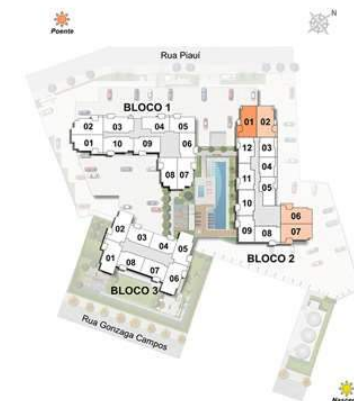 Poente
N
Rua Piauí
BLOCO 1
02 03 04 05
01 10 09 06
08 07
01 02
12 03
11 04
10 05
09 08
06
07
BLOCO 2
02 03 04 05
01 08 07 06
BLOCO 3
Rua Gonzaga Campos